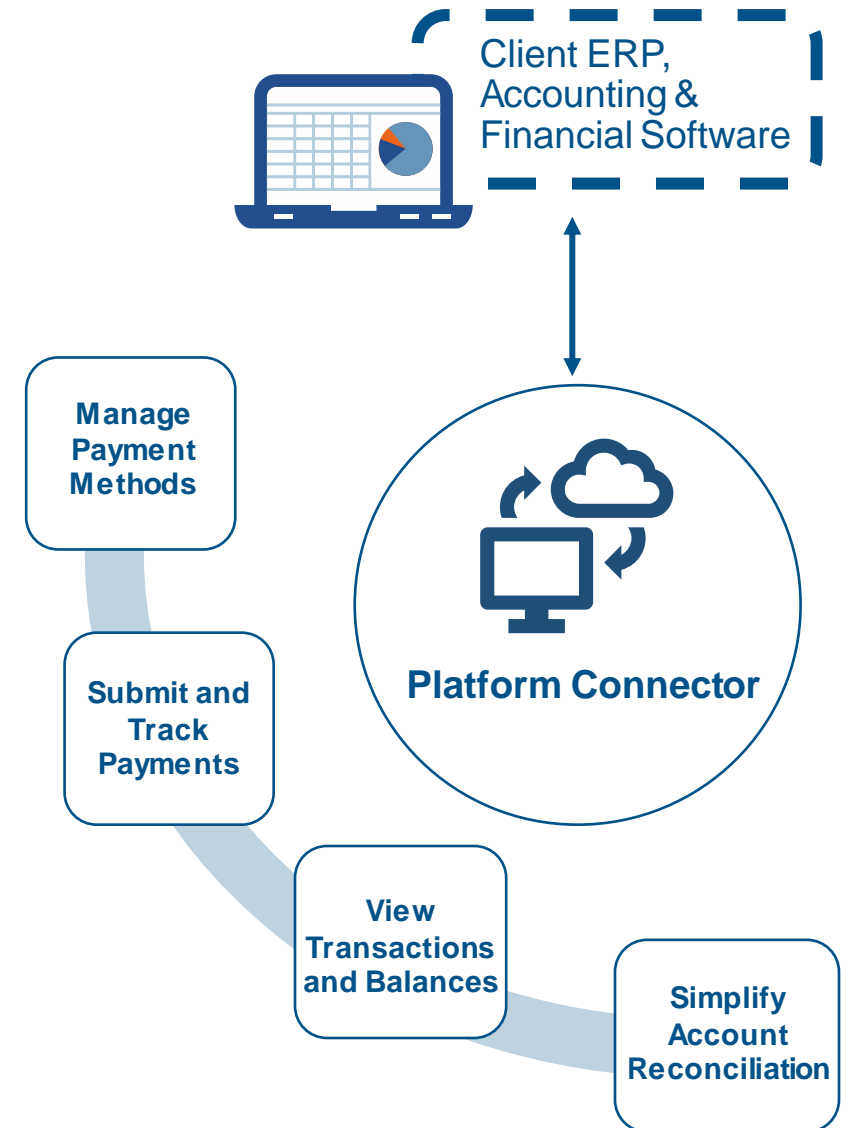 Client ERP,
Accounting &
Financial Software
Manage
Payment
Methods
Platform Connector
Submit and
Track
Payments
View
Transactions
and Balances
Simplify
Account
Reconciliation